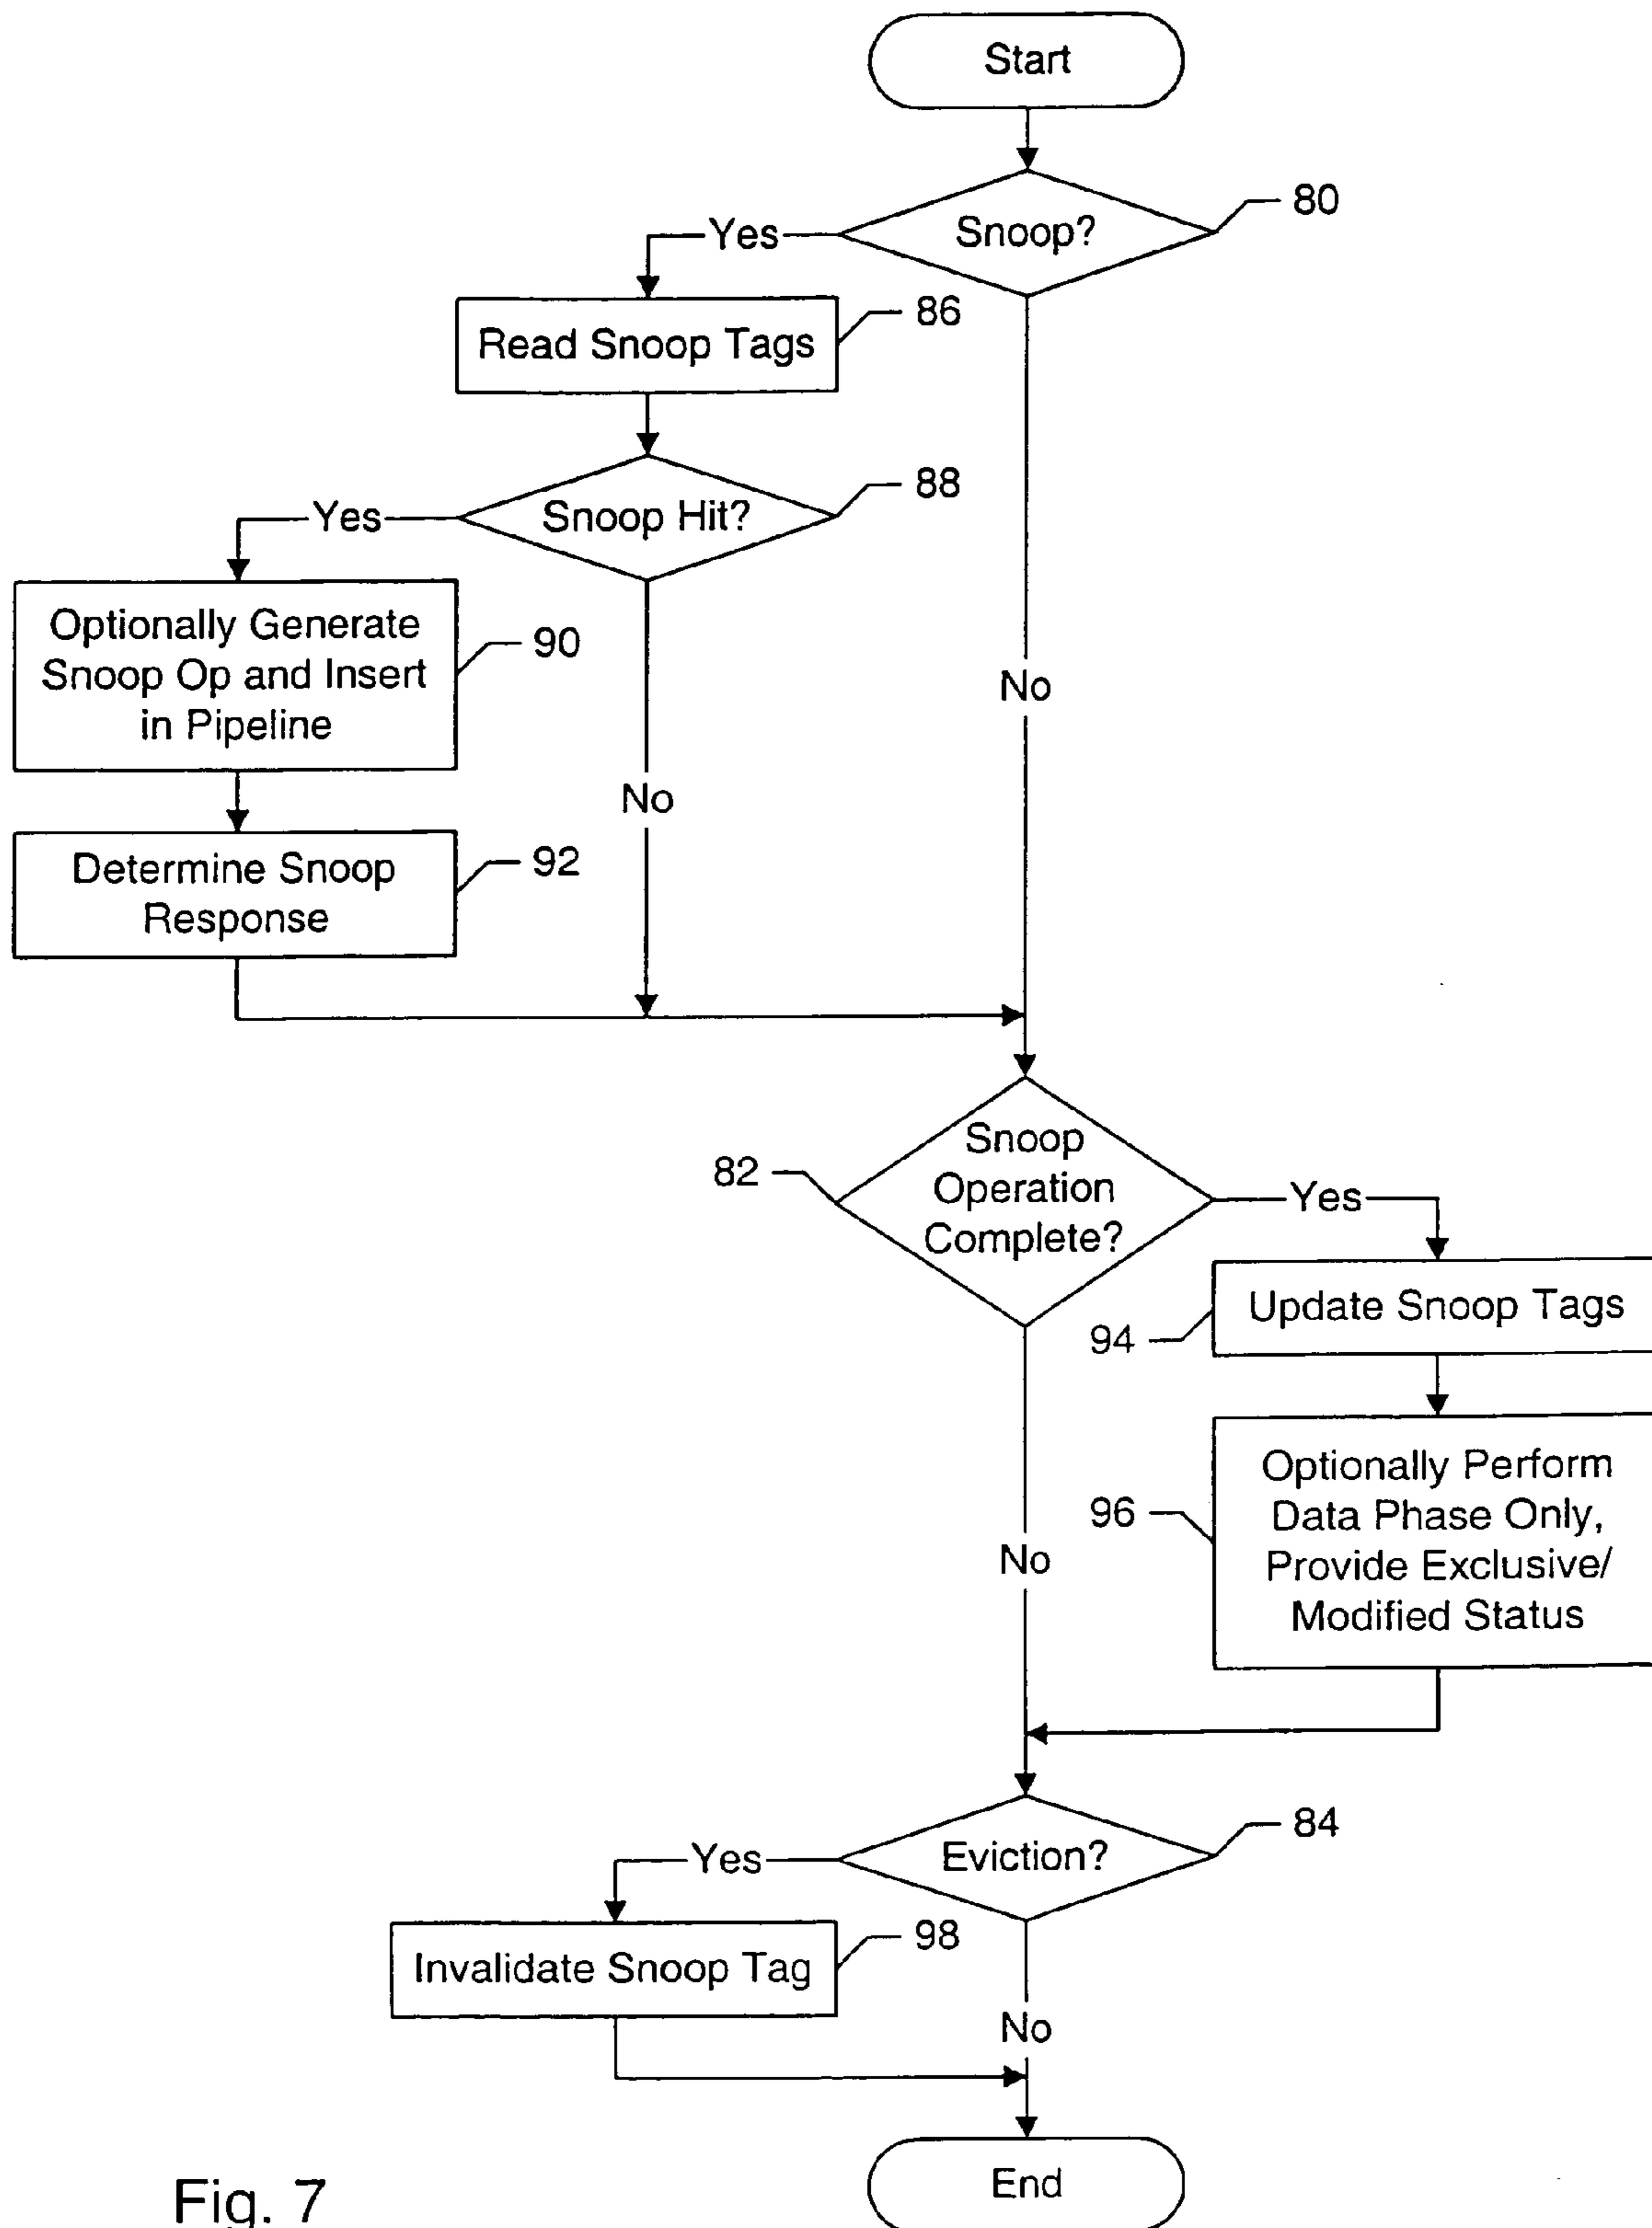 Start
Snoop?
80
Yes
Read Snoop Tags
86
Snoop Hit?
88
Yes
No
Optionally Generate
Snoop Op and Insert
in Pipeline
90
No
Determine Snoop
Response
92
Snoop
Operation
Complete?
82
Yes
Update Snoop Tags
94
Optionally Perform
Data Phase Only,
Provide Exclusive/
Modified Status
96
No
Eviction?
84
Yes
Invalidate Snoop Tag
98
No
End
Fig. 7